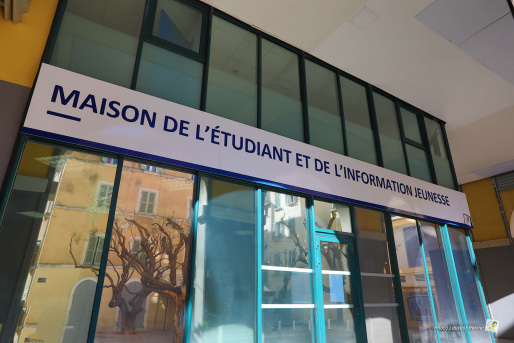 MAISON DE L'ÉTUDIANT ET DE L'INFORMATION JEUNESSE